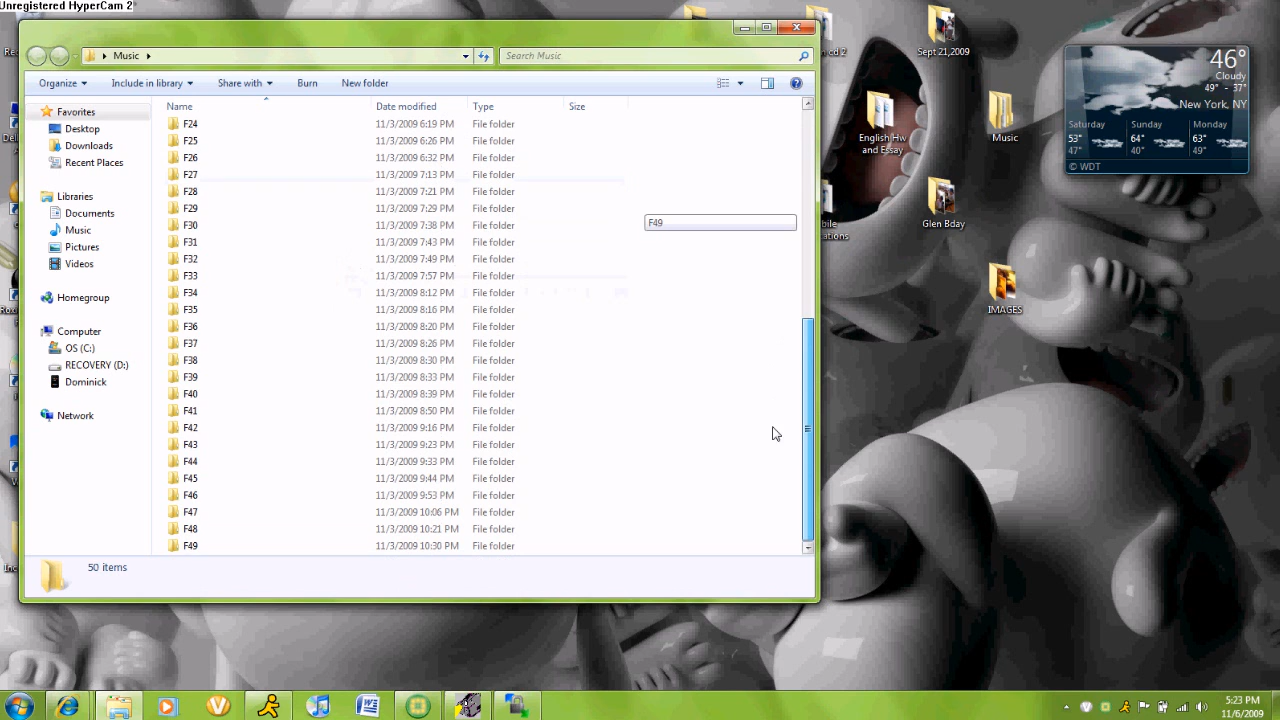 Unregistered HyperCam 2
Music
Search Music
Organize
Include in library
Share with
Burn
New folder
Name
Date modified
Type
Size
Favorites
Desktop
Downloads
Recent Places
Libraries
Documents
Music
Pictures
Videos
Homegroup
Computer
OS (C:)
RECOVERY (D:)
Dominick
Network
F24 11/3/2009 6:19 PM File folder
F25 11/3/2009 6:26 PM File folder
F26 11/3/2009 6:32 PM File folder
F27 11/3/2009 7:13 PM File folder
F28 11/3/2009 7:21 PM File folder
F29 11/3/2009 7:29 PM File folder
F30 11/3/2009 7:38 PM File folder
F31 11/3/2009 7:43 PM File folder
F32 11/3/2009 7:49 PM File folder
F33 11/3/2009 7:57 PM File folder
F34 11/3/2009 8:12 PM File folder
F35 11/3/2009 8:16 PM File folder
F36 11/3/2009 8:20 PM File folder
F37 11/3/2009 8:26 PM File folder
F38 11/3/2009 8:30 PM File folder
F39 11/3/2009 8:33 PM File folder
F40 11/3/2009 8:39 PM File folder
F41 11/3/2009 8:50 PM File folder
F42 11/3/2009 9:16 PM File folder
F43 11/3/2009 9:23 PM File folder
F44 11/3/2009 9:33 PM File folder
F45 11/3/2009 9:44 PM File folder
F46 11/3/2009 9:53 PM File folder
F47 11/3/2009 10:06 PM File folder
F48 11/3/2009 10:21 PM File folder
F49 11/3/2009 10:30 PM File folder
F49
50 items
cd 2
Sept 21,2009
English Hw
and Essay
Music
Glen Bday
IMAGES
46°
Cloudy
49° - 37°
New York, NY
Saturday
Sunday
Monday
53°
47°
64°
40°
63°
49°
© WDT
5:23 PM
11/6/2009